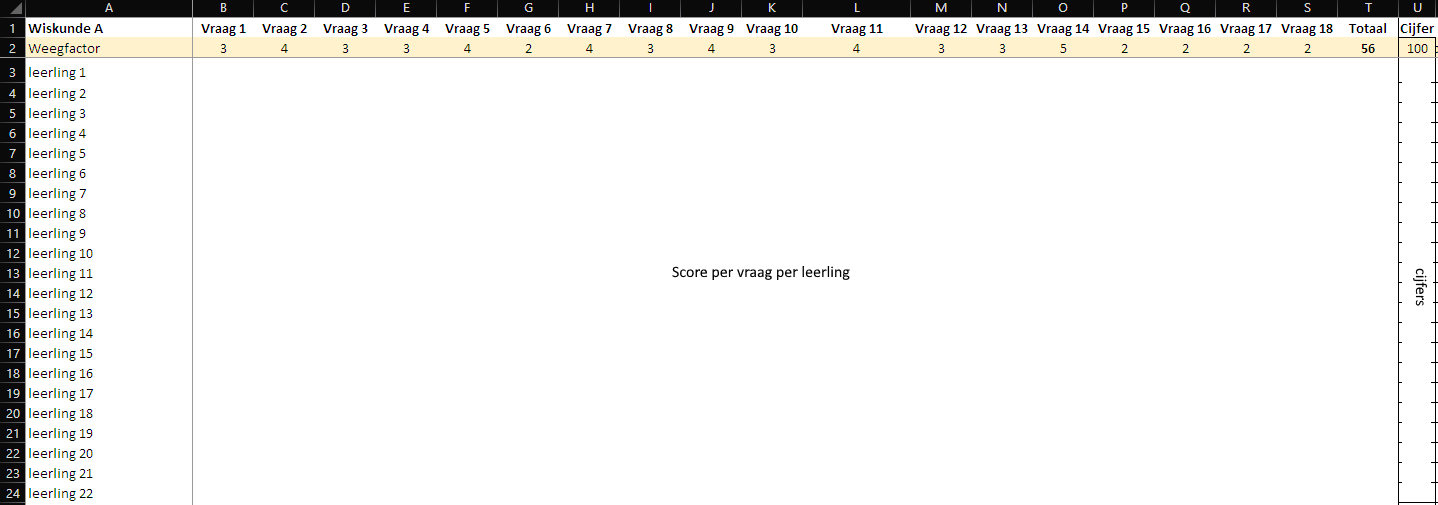 A B C D E F G H I J K L M N O P Q R S T U
1 Wiskunde A Vraag 1 Vraag 2 Vraag 3 Vraag 4 Vraag 5 Vraag 6 Vraag 7 Vraag 8 Vraag 9 Vraag 10 Vraag 11 Vraag 12 Vraag 13 Vraag 14 Vraag 15 Vraag 16 Vraag 17 Vraag 18 Totaal Cijfer
2 Weegfactor 3 4 3 3 4 2 4 3 4 3 4 3 3 5 2 2 2 2 56 100
3 leerling 1
4 leerling 2
5 leerling 3
6 leerling 4
7 leerling 5
8 leerling 6
9 leerling 7
10 leerling 8
11 leerling 9
12 leerling 10
13 leerling 11 Score per vraag per leerling cijfers
14 leerling 12
15 leerling 13
16 leerling 14
17 leerling 15
18 leerling 16
19 leerling 17
20 leerling 18
21 leerling 19
22 leerling 20
23 leerling 21
24 leerling 22